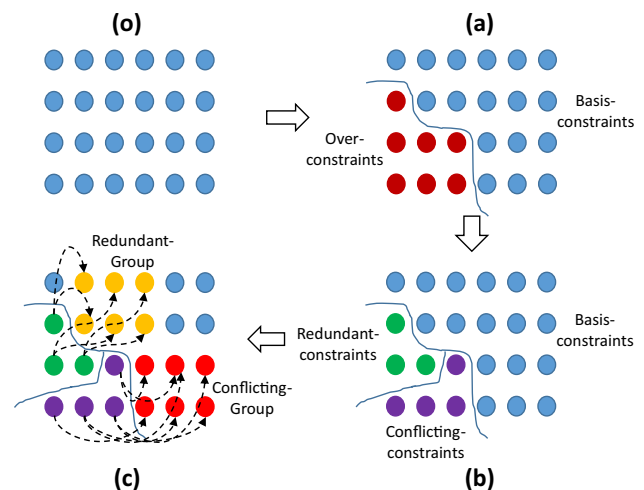 (o)
(a)
Basis-
constraints
Over-
constraints
Redundant-
Group
Redundant-
constraints
Basis-
constraints
Conflicting-
Group
Conflicting-
constraints
(c)
(b)